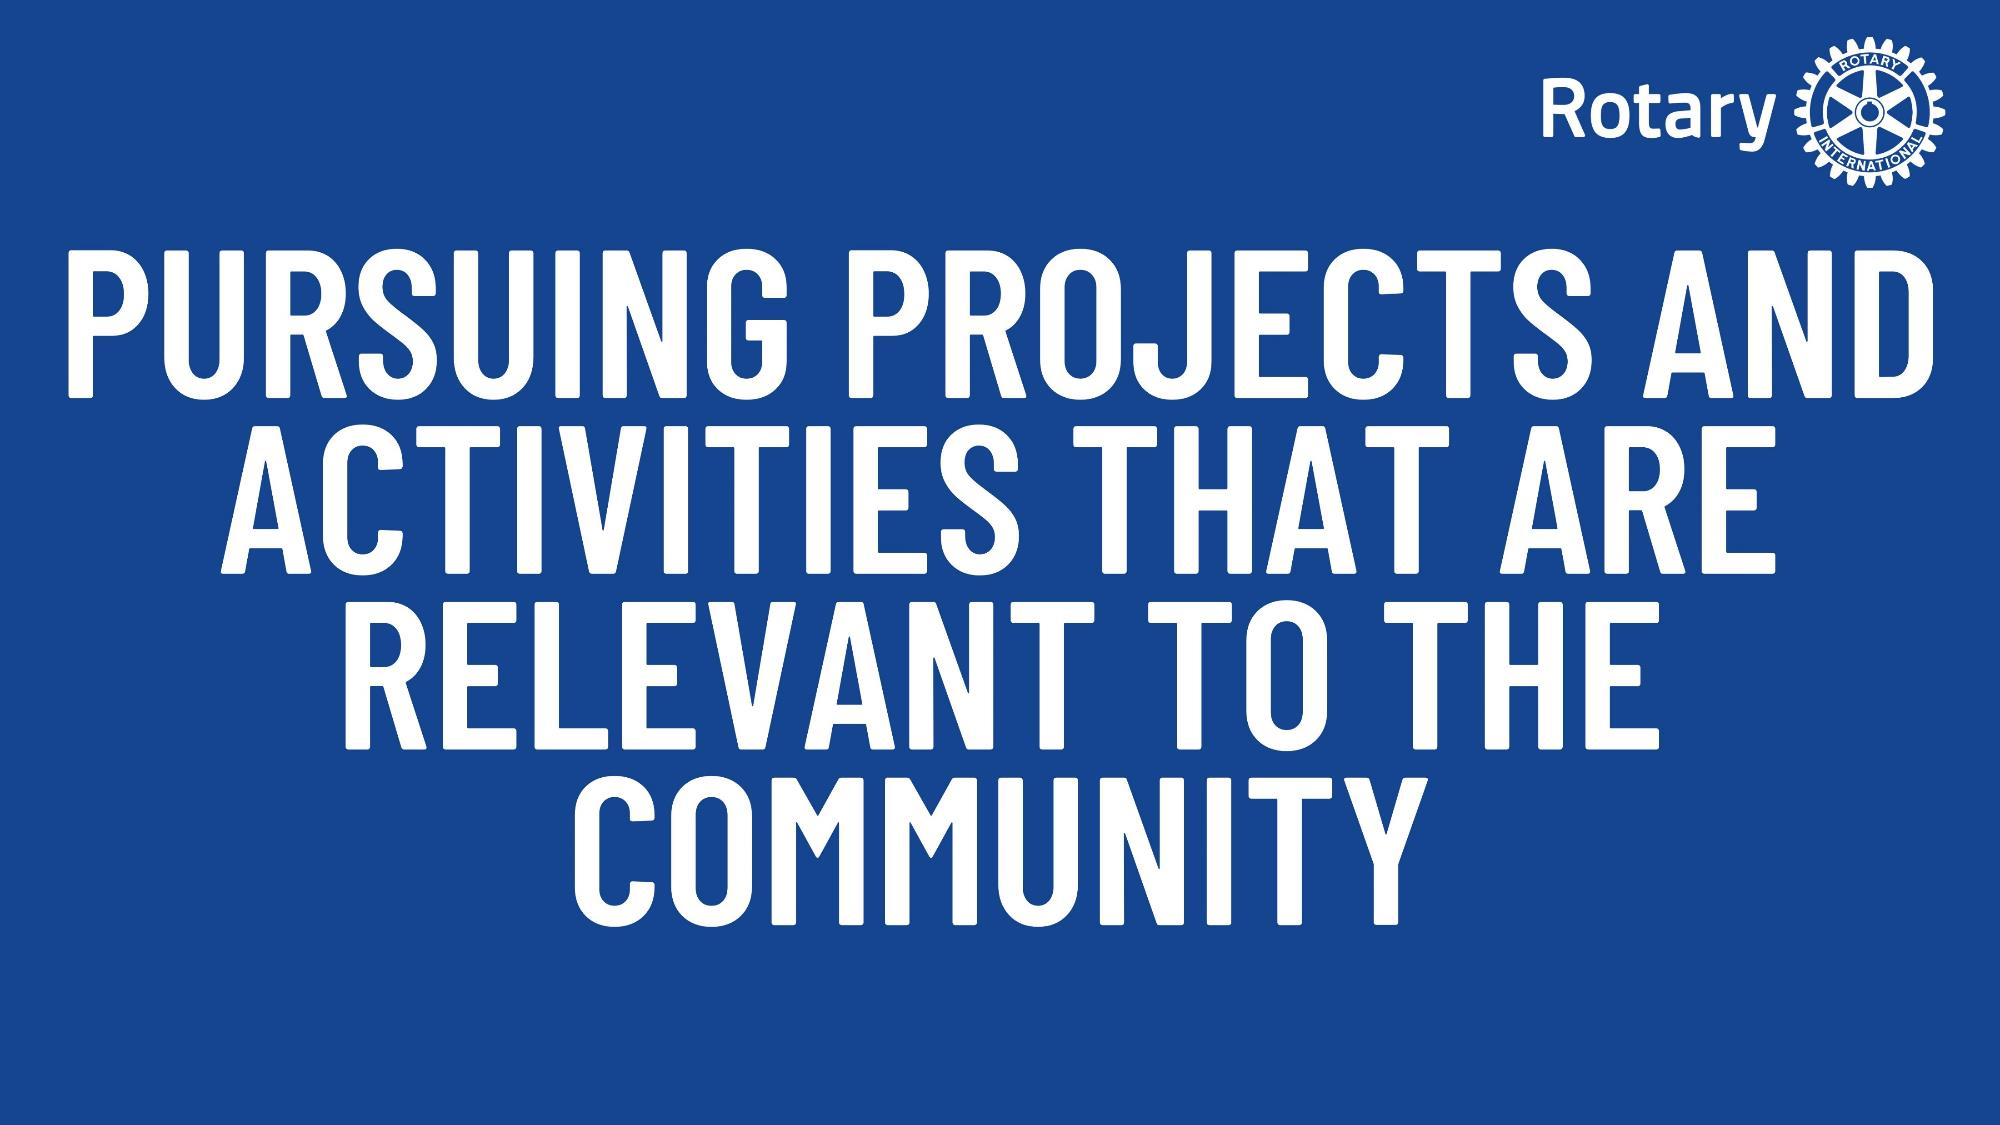 Rotary
ROTARY
INTERNATIONAL
PURSUING PROJECTS AND
ACTIVITIES THAT ARE
RELEVANT TO THE
COMMUNITY